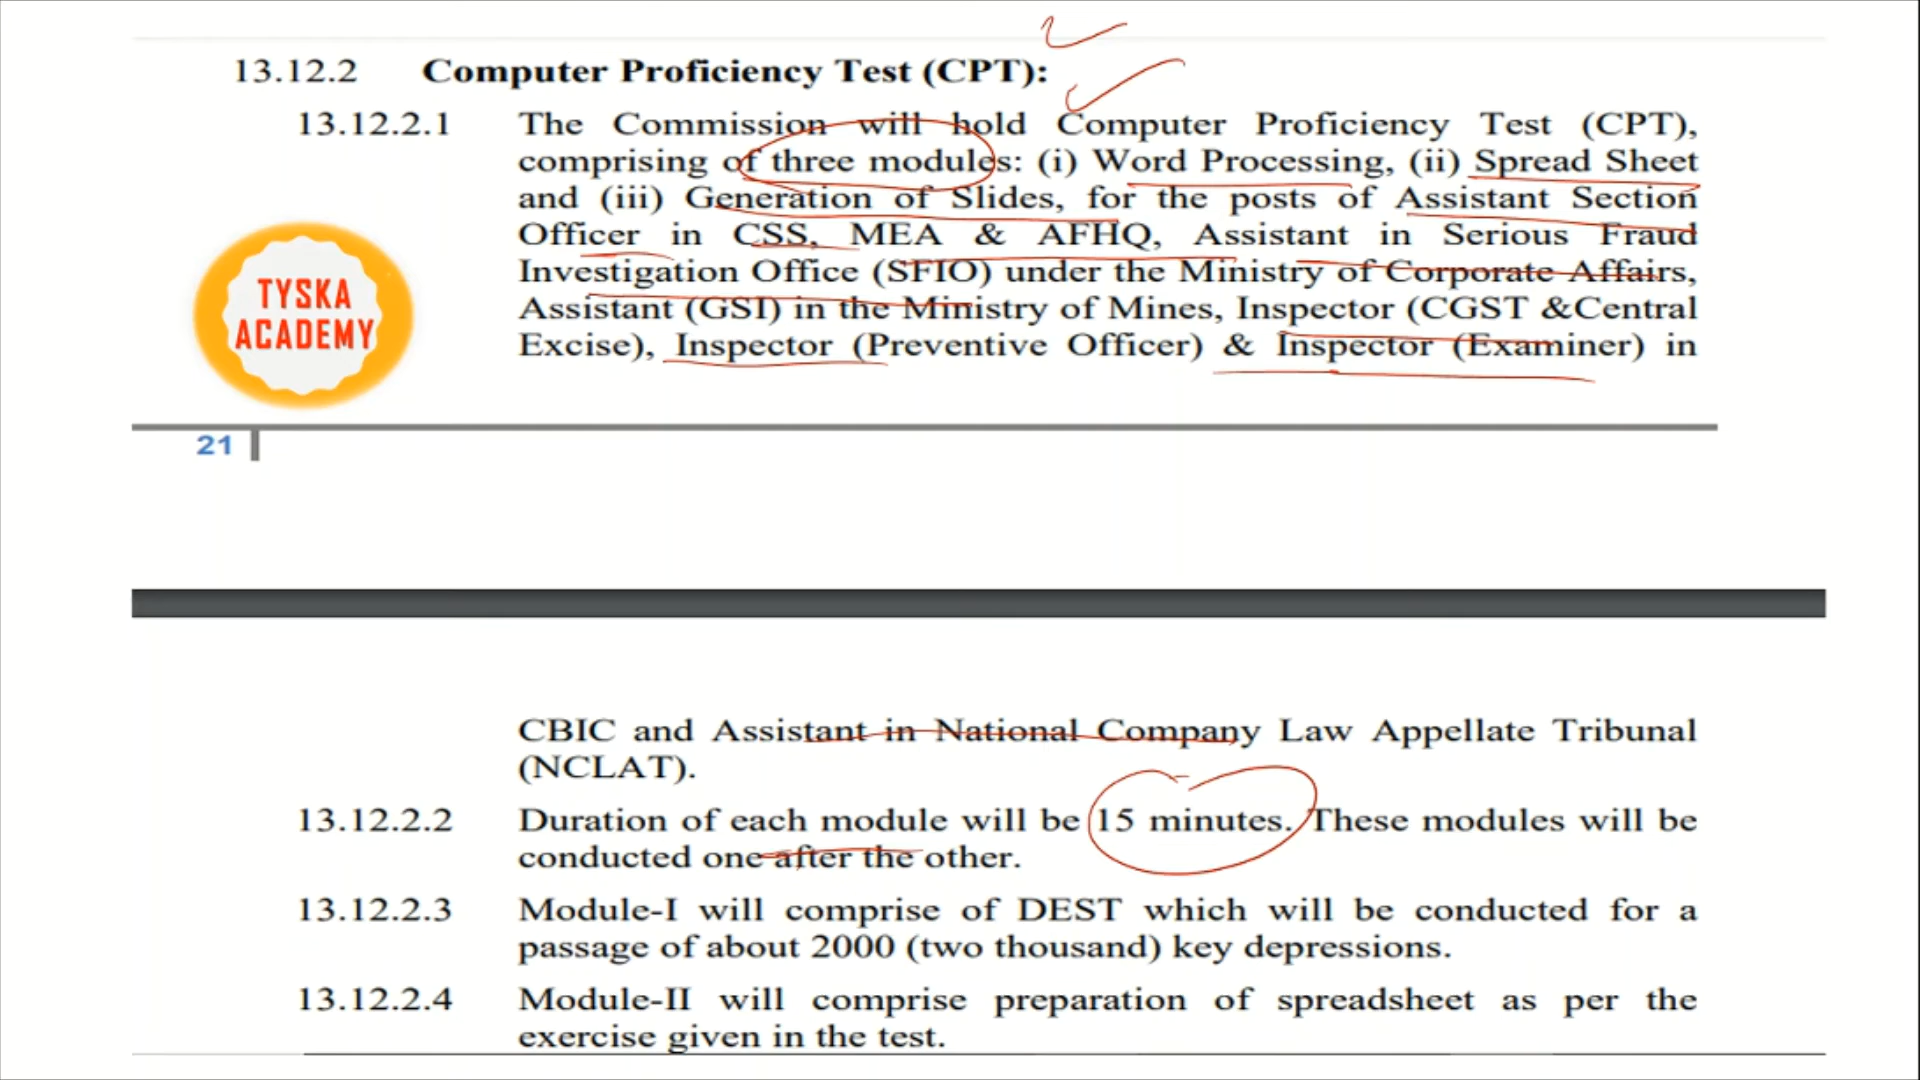 13.12.2 Computer Proficiency Test (CPT):
13.12.2.1 The Commission will hold Computer Proficiency Test (CPT),
comprising of three modules: (i) Word Processing, (ii) Spread Sheet
and (iii) Generation of Slides, for the posts of Assistant Section
Officer in CSS, MEA & AFHQ, Assistant in Serious Fraud
Investigation Office (SFIO) under the Ministry of Corporate Affairs,
Assistant (GSI) in the Ministry of Mines, Inspector (CGST &Central
Excise), Inspector (Preventive Officer) & Inspector (Examiner) in
TYSKA
ACADEMY
21
CBIC and Assistant in National Company Law Appellate Tribunal
(NCLAT).
13.12.2.2 Duration of each module will be 15 minutes. These modules will be
conducted one after the other.
13.12.2.3 Module-I will comprise of DEST which will be conducted for a
passage of about 2000 (two thousand) key depressions.
13.12.2.4 Module-II will comprise preparation of spreadsheet as per the
exercise given in the test.